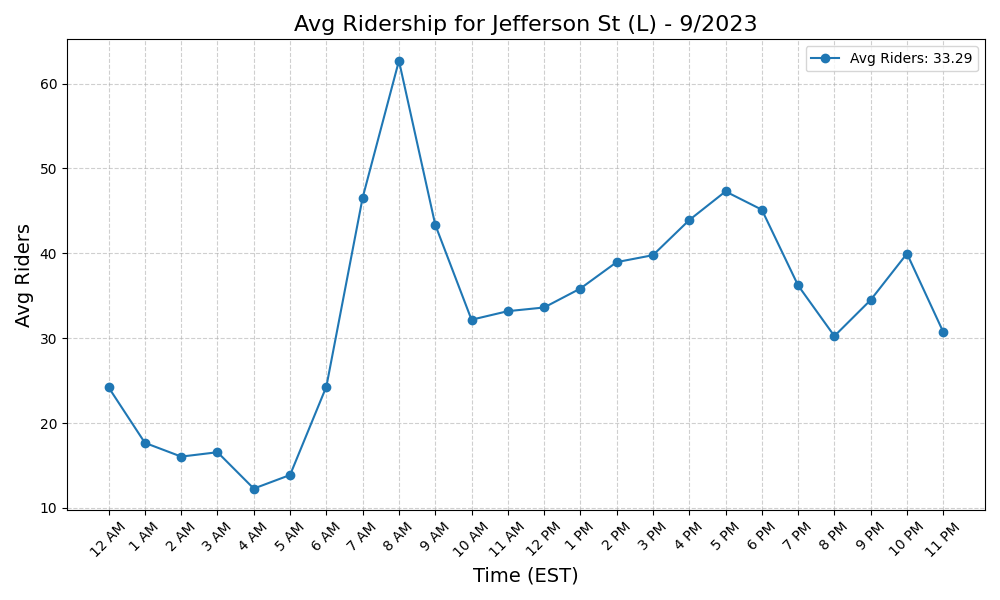 Avg Ridership for Jefferson St (L) - 9/2023
Avg Riders: 33.29
Avg Riders
60
50
40
30
20
10
12 AM
1 AM
2 AM
3 AM
4 AM
5 AM
6 AM
7 AM
8 AM
9 AM
10 AM
11 AM
12 PM
1 PM
2 PM
3 PM
4 PM
5 PM
6 PM
7 PM
8 PM
9 PM
10 PM
11 PM
Time (EST)